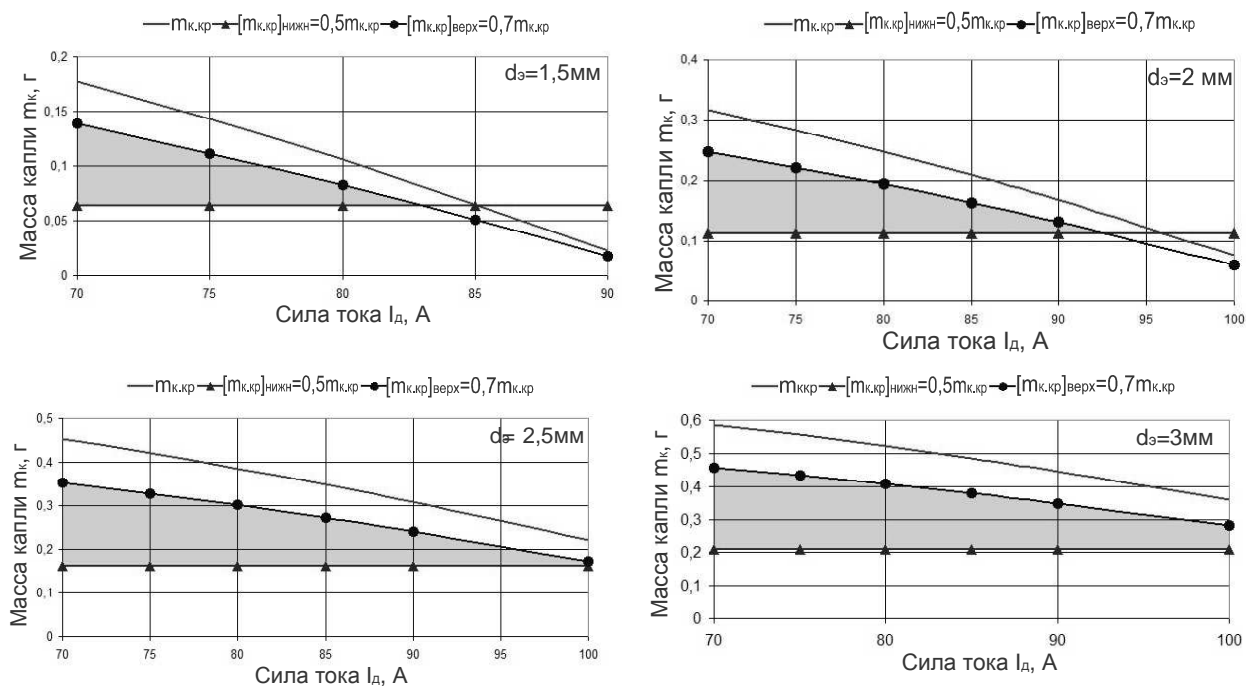 mк.кр [mк.кр]нижн=0,5mк.кр [mк.кр]верх=0,7mк.кр
dэ=1,5мм
Масса капли mк, г
0,2
0,15
0,1
0,05
0
70 75 80 85 90
Сила тока Iд, А
mк.кр [mк.кр]нижн=0,5mк.кр [mк.кр]верх=0,7mк.кр
dэ=2 мм
Масса капли mк, г
0,4
0,3
0,2
0,1
0
70 75 80 85 90 95 100
Сила тока Iд, А
mк.кр [mк.кр]нижн=0,5mк.кр [mк.кр]верх=0,7mк.кр
dэ= 2,5мм
Масса капли mк, г
0,5
0,4
0,3
0,2
0,1
0
70 75 80 85 90 95 100
Сила тока Iд, А
mккр [mк.кр]нижн=0,5mк.кр [mк.кр]верх=0,7mк.кр
dэ=3мм
Масса капли mк, г
0,6
0,5
0,4
0,3
0,2
0,1
0
70 80 90 100
Сила тока Iд, А